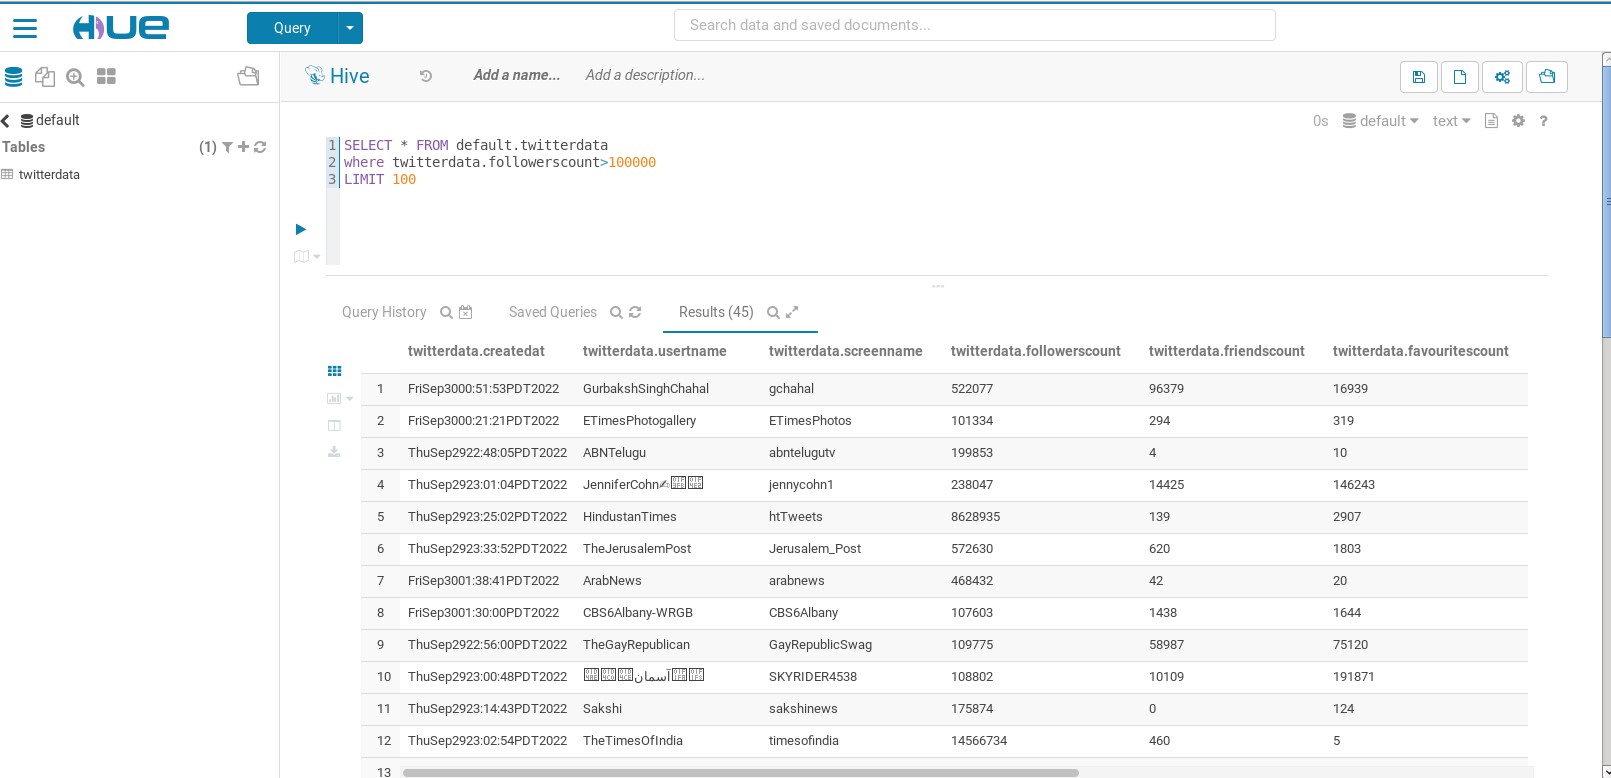 HUE
Query
Search data and saved documents...
Hive
Add a name...
Add a description...
default
0s
default
text
?
Tables
(1)
twitterdata
1 SELECT * FROM default.twitterdata
2 where twitterdata.followerscount>100000
3 LIMIT 100
Query History
Saved Queries
Results (45)
twitterdata.createdat twitterdata.usertname twitterdata.screenname twitterdata.followerscount twitterdata.friendscount twitterdata.favouritescount
1 FriSep3000:51:53PDT2022 GurbakshSinghChahal gchahal 522077 96379 16939
2 FriSep3000:21:21PDT2022 ETimesPhotogallery ETimesPhotos 101334 294 319
3 ThuSep2922:48:05PDT2022 ABNTelugu abntelugutv 199853 4 10
4 ThuSep2923:01:04PDT2022 JenniferCohn✍ jennycohn1 238047 14425 146243
5 ThuSep2923:25:02PDT2022 HindustanTimes htTweets 8628935 139 2907
6 ThuSep2923:33:52PDT2022 TheJerusalemPost Jerusalem_Post 572630 620 1803
7 FriSep3001:38:41PDT2022 ArabNews arabnews 468432 42 20
8 FriSep3001:30:00PDT2022 CBS6Albany-WRGB CBS6Albany 107603 1438 1644
9 ThuSep2922:56:00PDT2022 TheGayRepublican GayRepublicSwag 109775 58987 75120
10 ThuSep2923:00:48PDT2022 آسمان SKYRIDER4538 108802 10109 191871
11 ThuSep2923:14:43PDT2022 Sakshi sakshinews 175874 0 124
12 ThuSep2923:02:54PDT2022 TheTimesOfIndia timesofindia 14566734 460 5
13